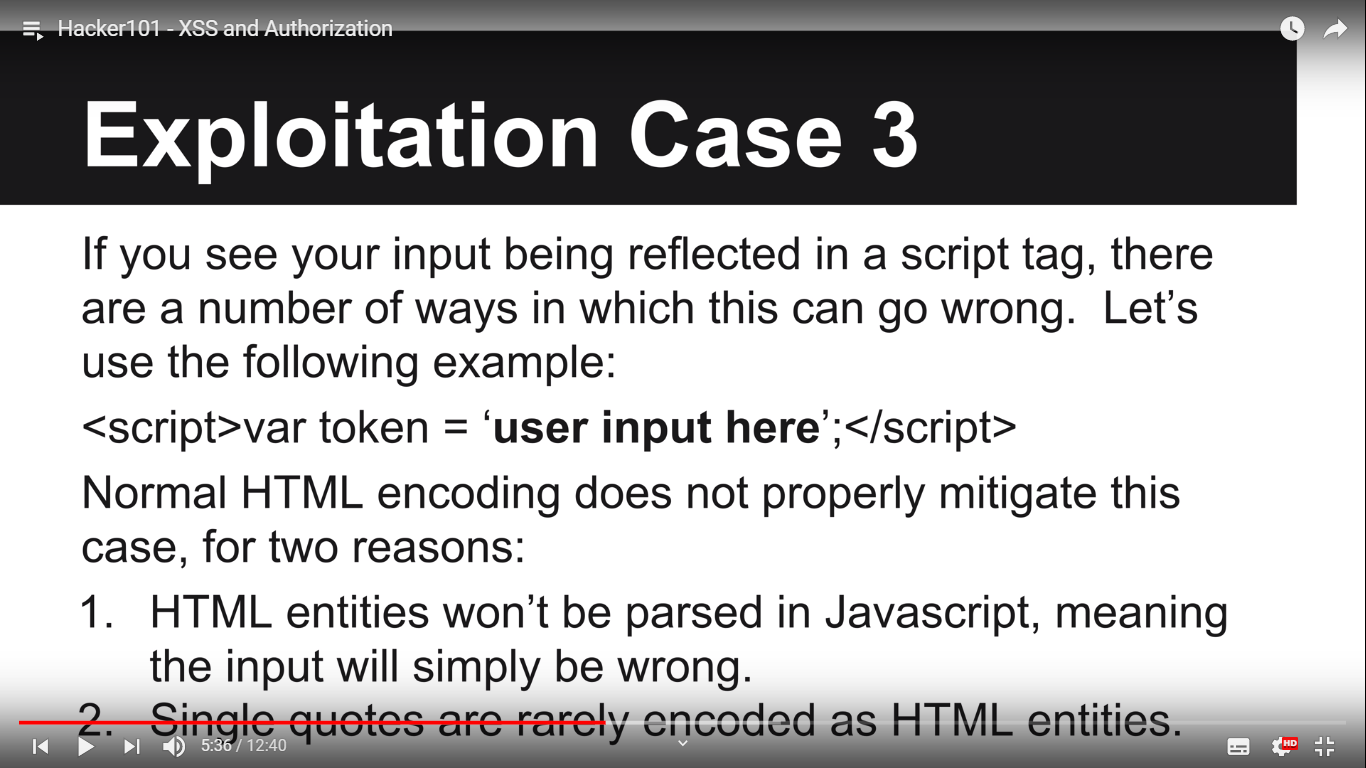 Hacker101 - XSS and Authorization
Exploitation Case 3
If you see your input being reflected in a script tag, there
are a number of ways in which this can go wrong.  Let’s
use the following example:
<script>var token = ‘user input here’;</script>
Normal HTML encoding does not properly mitigate this
case, for two reasons:
1. HTML entities won’t be parsed in Javascript, meaning
the input will simply be wrong.
2. Single quotes are rarely encoded as HTML entities.
5:36 / 12:40
HD